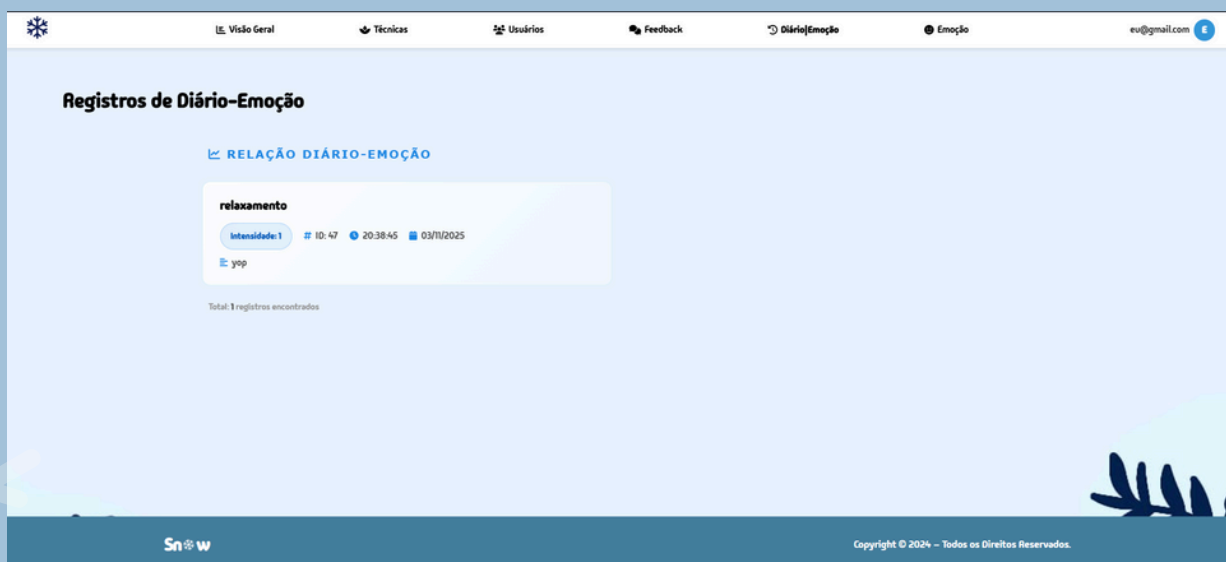 Visão Geral Técnicas Usuários Feedback Diário|Emoção Emoção eu@gmail.com E
Registros de Diário-Emoção
RELAÇÃO DIÁRIO-EMOÇÃO
relaxamento
Intensidade: 1 # ID: 47 20:38:45 03/11/2025
yop
Total: 1 registros encontrados
Snow Copyright © 2024 – Todos os Direitos Reservados.